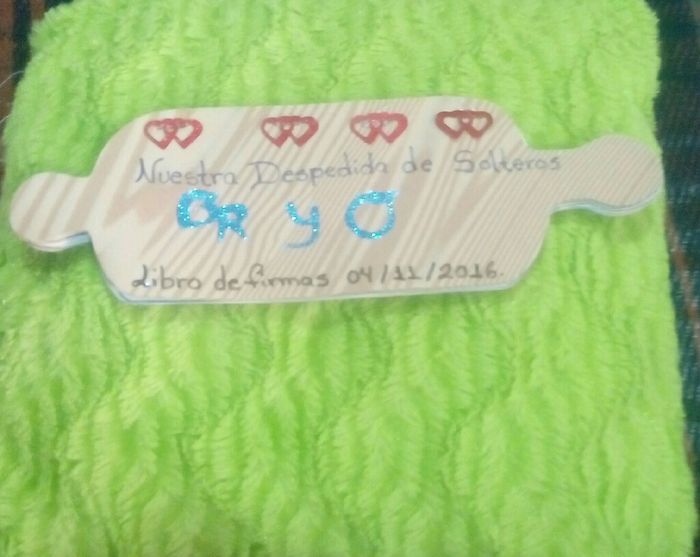 Nuestra Despedida de Solteros
OR y O
Libro de firmas 04/11/2016.